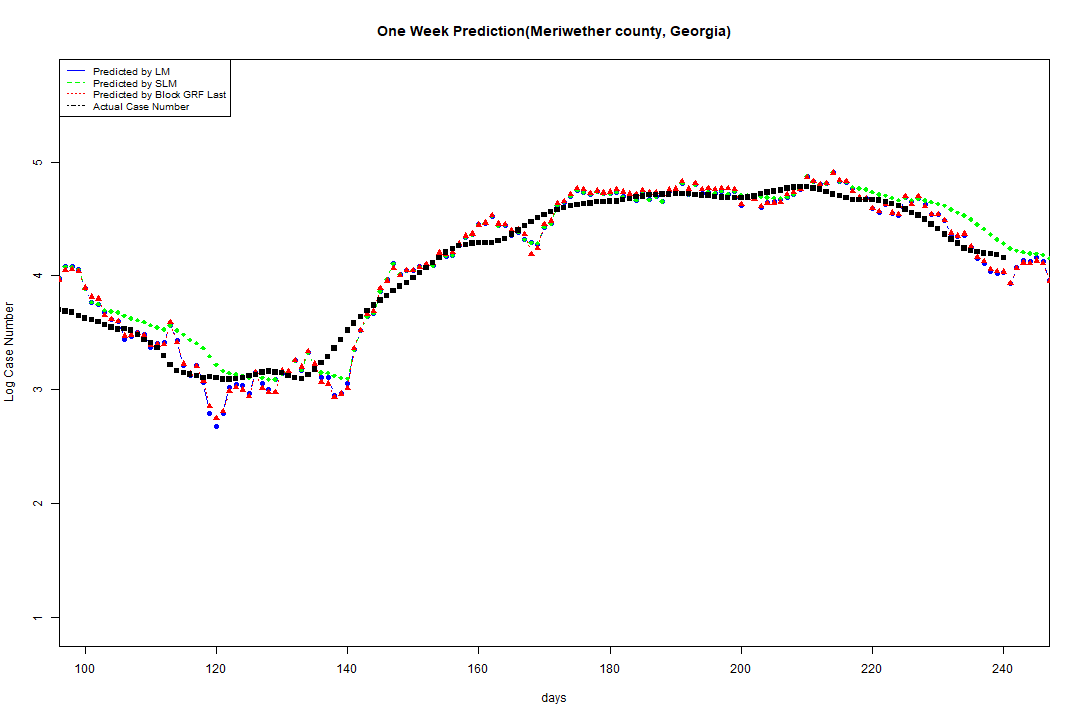 One Week Prediction(Meriwether county, Georgia)
Predicted by LM
Predicted by SLM
Predicted by Block GRF Last
Actual Case Number
5
4
3
2
1
Log Case Number
100 120 140 160 180 200 220 240
days